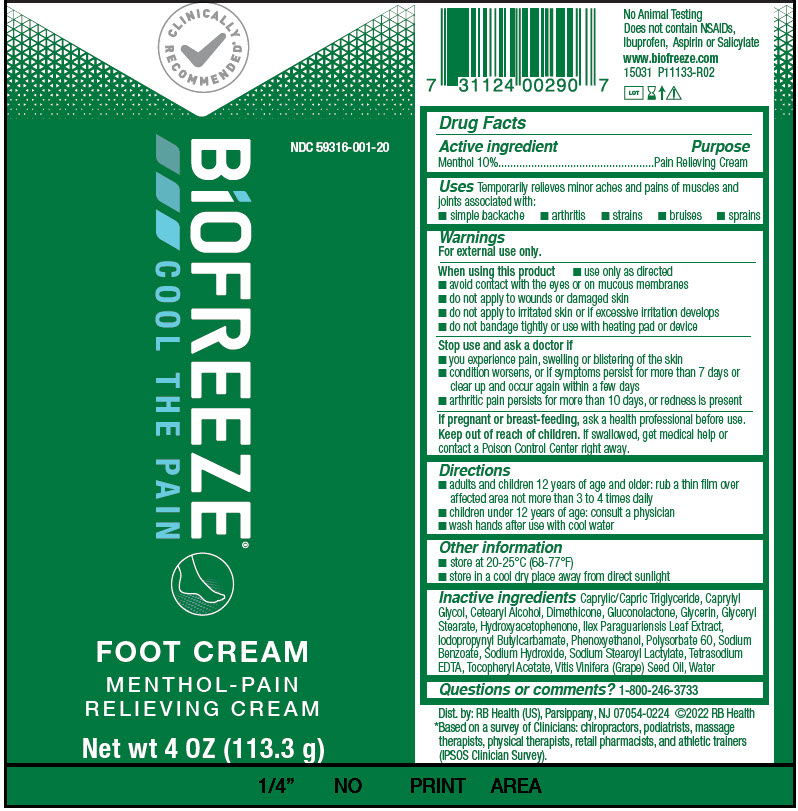 CLINICALLY
RECOMMENDED*
NDC 59316-001-20
BIOFREEZE®
COOL THE PAIN
FOOT CREAM
MENTHOL-PAIN
RELIEVING CREAM
Net wt 4 OZ (113.3 g)
7 31124 00290 7
No Animal Testing
Does not contain NSAIDs,
Ibuprofen, Aspirin or Salicylate
www.biofreeze.com
15031 P11133-R02
LOT
Drug Facts
Active ingredient Purpose
Menthol 10%..................................................Pain Relieving Cream
Uses Temporarily relieves minor aches and pains of muscles and
joints associated with:
■ simple backache ■ arthritis ■ strains ■ bruises ■ sprains
Warnings
For external use only.
When using this product ■ use only as directed
■ avoid contact with the eyes or on mucous membranes
■ do not apply to wounds or damaged skin
■ do not apply to irritated skin or if excessive irritation develops
■ do not bandage tightly or use with heating pad or device
Stop use and ask a doctor if
■ you experience pain, swelling or blistering of the skin
■ condition worsens, or if symptoms persist for more than 7 days or
clear up and occur again within a few days
■ arthritic pain persists for more than 10 days, or redness is present
If pregnant or breast-feeding, ask a health professional before use.
Keep out of reach of children. If swallowed, get medical help or
contact a Poison Control Center right away.
Directions
■ adults and children 12 years of age and older: rub a thin film over
affected area not more than 3 to 4 times daily
■ children under 12 years of age: consult a physician
■ wash hands after use with cool water
Other information
■ store at 20-25°C (68-77°F)
■ store in a cool dry place away from direct sunlight
Inactive ingredients Caprylic/Capric Triglyceride, Caprylyl
Glycol, Cetearyl Alcohol, Dimethicone, Gluconolactone, Glycerin, Glyceryl
Stearate, Hydroxyacetophenone, Ilex Paraguariensis Leaf Extract,
Iodopropynyl Butylcarbamate, Phenoxyethanol, Polysorbate 60, Sodium
Benzoate, Sodium Hydroxide, Sodium Stearoyl Lactylate, Tetrasodium
EDTA, Tocopheryl Acetate, Vitis Vinifera (Grape) Seed Oil, Water
Questions or comments? 1-800-246-3733
Dist. by: RB Health (US), Parsippany, NJ 07054-0224 ©2022 RB Health
*Based on a survey of Clinicians: chiropractors, podiatrists, massage
therapists, physical therapists, retail pharmacists, and athletic trainers
(IPSOS Clinician Survey).
1/4” NO PRINT AREA